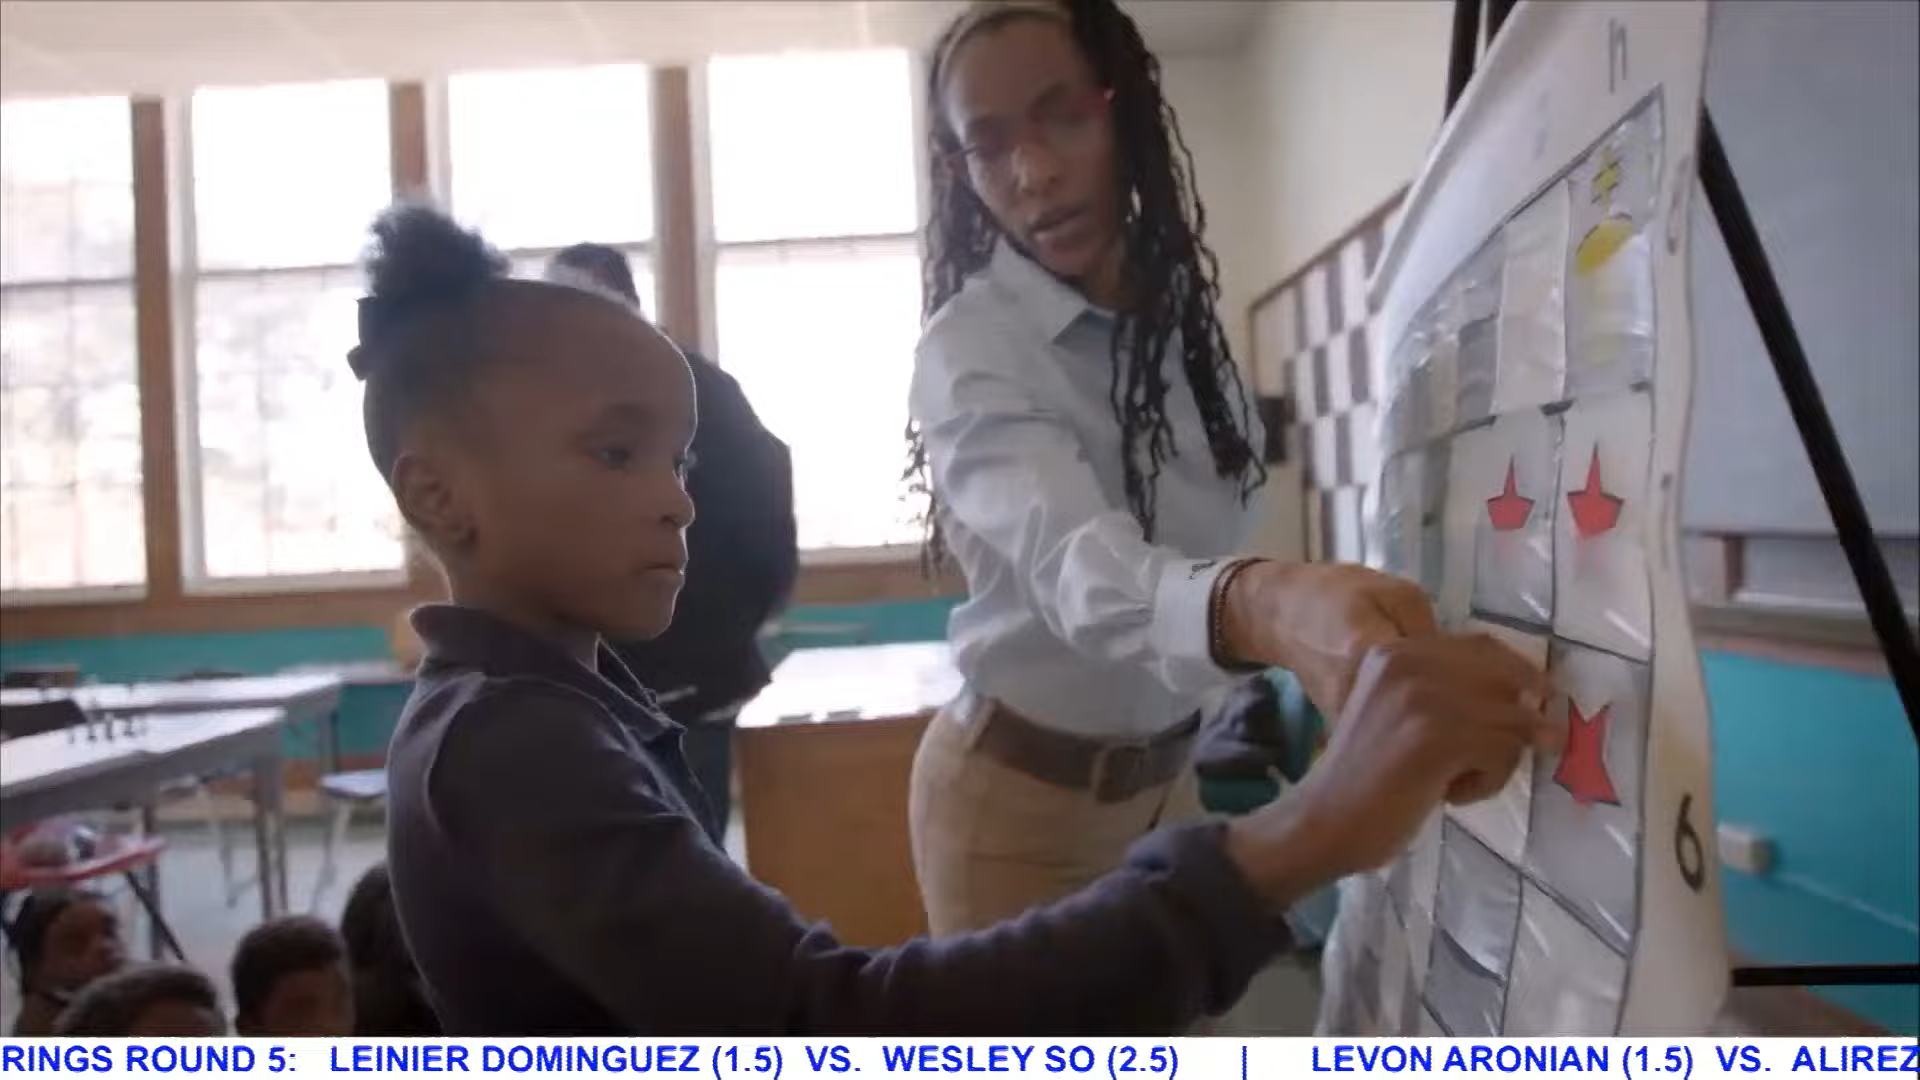 h
6
RINGS ROUND 5: LEINIER DOMINGUEZ (1.5) VS. WESLEY SO (2.5) | LEVON ARONIAN (1.5) VS. ALIREZ